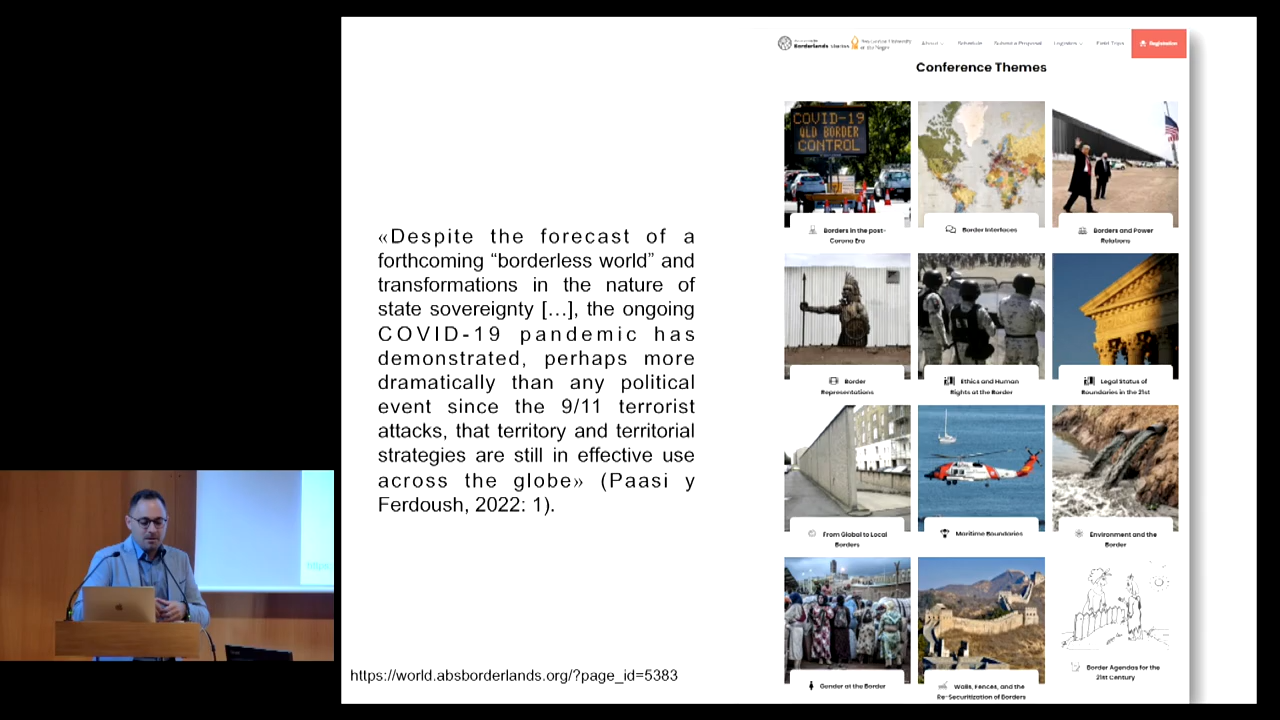 «Despite the forecast of a
forthcoming “borderless world” and
transformations in the nature of
state sovereignty […], the ongoing
COVID-19 pandemic has
demonstrated, perhaps more
dramatically than any political
event since the 9/11 terrorist
attacks, that territory and territorial
strategies are still in effective use
across the globe» (Paasi y
Ferdoush, 2022: 1).
https://world.absborderlands.org/?page_id=5383
Borderlands
About
Schedule
Submit a Proposal
Logistics
Field Trips
Registration
Conference Themes
COVID-19
QLD BORDER
CONTROL
Borders in the post-
Corona Era
Border Interfaces
Borders and Power
Relations
Border
Representations
Ethics and Human
Rights at the Border
Legal Status of
Boundaries in the 21st
From Global to Local
Borders
Maritime Boundaries
Environment and the
Border
Gender at the Border
Walls, Fences, and the
Re-Securitization of Borders
Border Agendas for the
21st Century